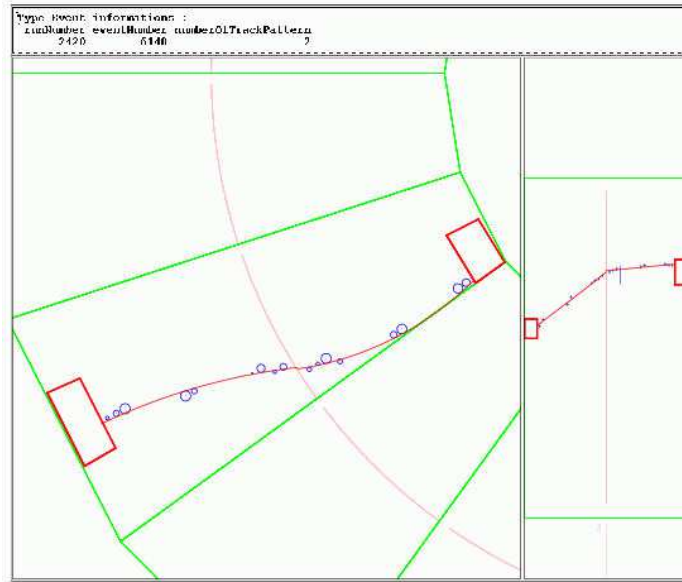 Type Event informations :
runNumber eventNumber numberOfTrackPattern
2420 6140 2